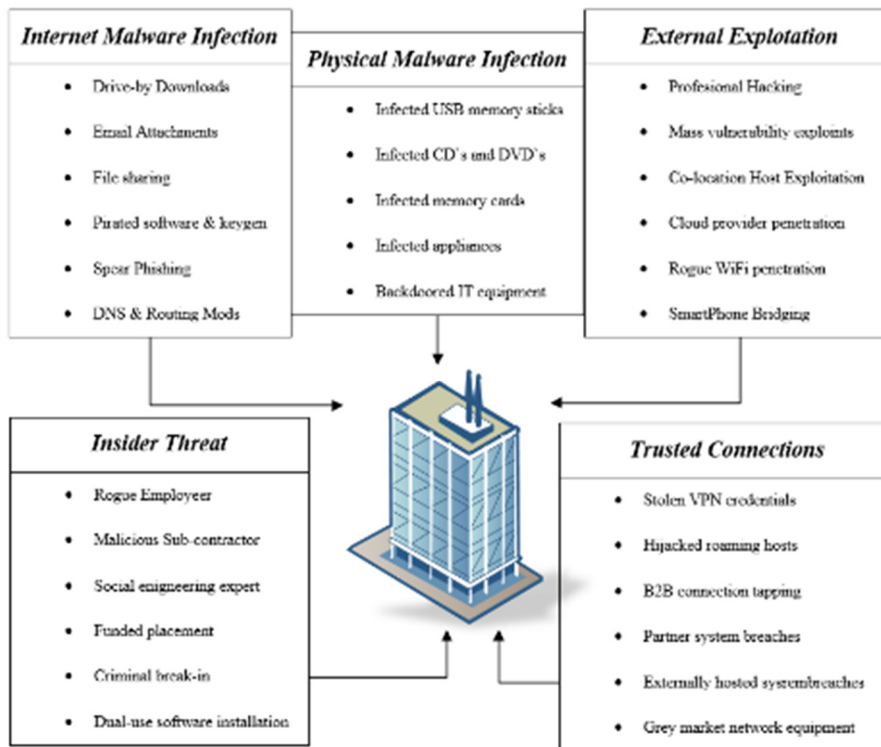 Internet Malware Infection
Drive-by Downloads
Email Attachments
File sharing
Pirated software & keygen
Spear Phishing
DNS & Routing Mods
Physical Malware Infection
Infected USB memory sticks
Infected CD`s and DVD`s
Infected memory cards
Infected appliances
Backdoored IT equipment
External Explotation
Profesional Hacking
Mass vulnerability exploints
Co-location Host Exploitation
Cloud provider penetration
Rogue WiFi penetration
SmartPhone Bridging
Insider Threat
Rogue Employeer
Malicious Sub-contractor
Social enigneering expert
Funded placement
Criminal break-in
Dual-use software installation
Trusted Connections
Stolen VPN credentials
Hijacked roaming hosts
B2B connection tapping
Partner system breaches
Externally hosted sysrembreaches
Grey market network equipment